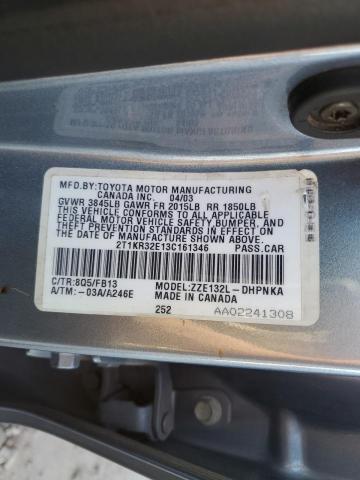 MFD.BY:TOYOTA MOTOR MANUFACTURING
CANADA INC. 04/03
GVWR 3845LB GAWR FR 2015LB RR 1850LB
THIS VEHICLE CONFORMS TO ALL APPLICABLE
FEDERAL MOTOR VEHICLE SAFETY, BUMPER, AND
THEFT PREVENTION STANDARDS IN EFFECT ON
THE DATE OF MANUFACTURE SHOWN ABOVE.
2T1KR32E13C161346 PASS.CAR
C/TR:8Q5/FB13 MODEL:ZZE132L-DHPNKA
A/TM:-03A/A246E MADE IN CANADA
252 AA02241308